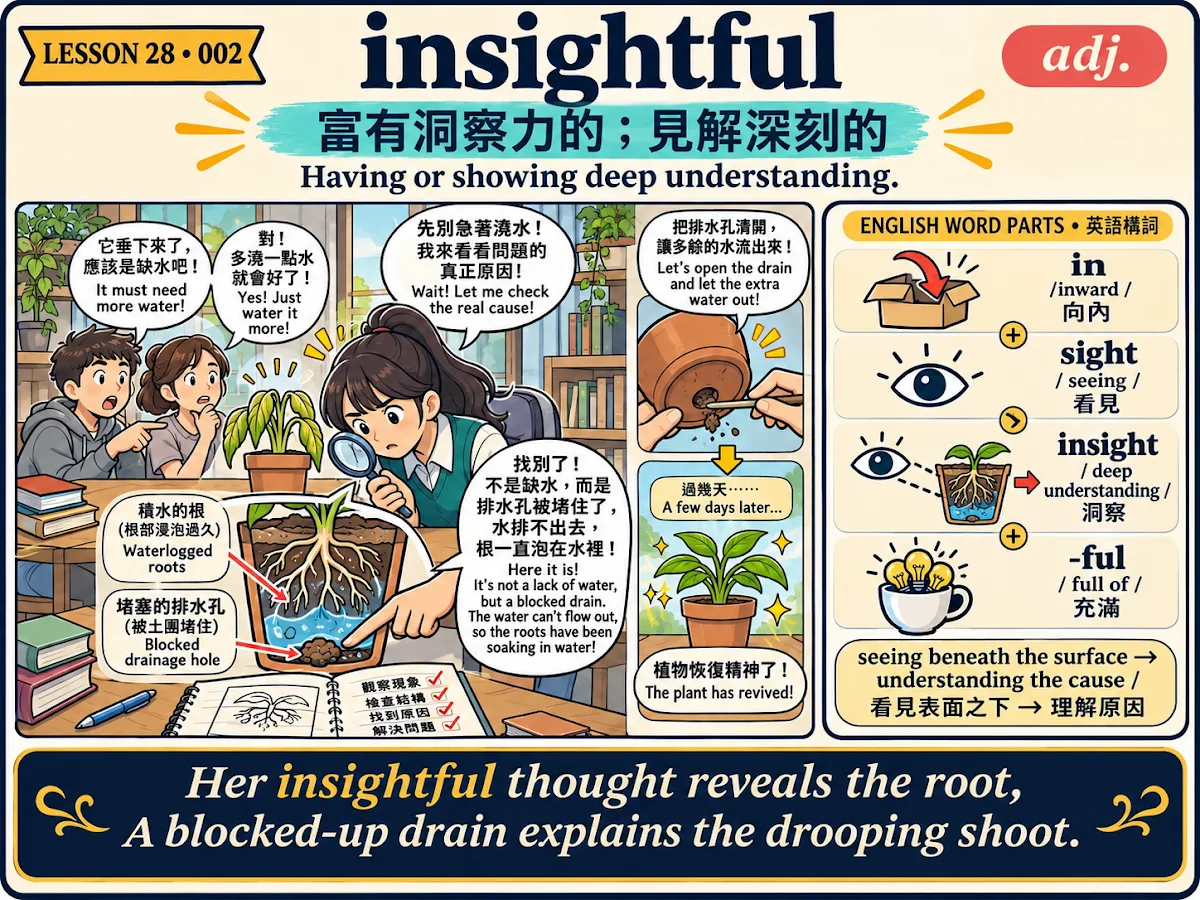 LESSON 28 • 002
insightful
adj.
富有洞察力的；見解深刻的
Having or showing deep understanding.
它垂下來了，
應該是缺水吧！
It must need
more water!
對！
多澆一點水
就會好了！
Yes! Just
water it
more!
先別急著澆水！
我來看看問題的
真正原因！
Wait! Let me check
the real cause!
積水的根
(根部浸泡過久)
Waterlogged
roots
堵塞的排水孔
(被土團堵住)
Blocked
drainage hole
找到了！
不是缺水，而是
排水孔被堵住了，
水排不出去，
根一直泡在水裡！
Here it is!
It's not a lack of water,
but a blocked drain.
The water can't flow out,
so the roots have been
soaking in water!
觀察現象
檢查結構
找到原因
解決問題
把排水孔清開，
讓多餘的水流出來！
Let's open the drain
and let the extra
water out!
過幾天……
A few days later...
植物恢復精神了！
The plant has revived!
ENGLISH WORD PARTS • 英語構詞
in
/inward /
向內
+
sight
/ seeing /
看見
insight
/ deep
understanding /
洞察
+
-ful
/ full of /
充滿
seeing beneath the surface →
understanding the cause /
看見表面之下 → 理解原因
Her insightful thought reveals the root,
A blocked-up drain explains the drooping shoot.